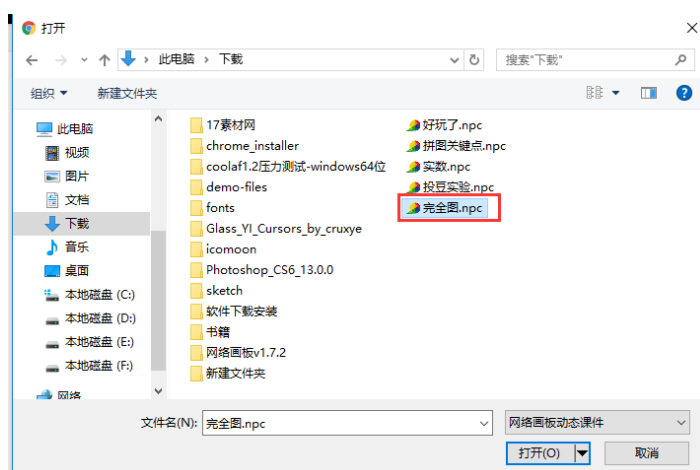 打开
此电脑 › 下载
搜索"下载"
组织
新建文件夹
此电脑
视频
图片
文档
下载
音乐
桌面
本地磁盘 (C:)
本地磁盘 (D:)
本地磁盘 (E:)
本地磁盘 (F:)
网络
17素材网
chrome_installer
coolaf1.2压力测试-windows64位
demo-files
fonts
Glass_YI_Cursors_by_cruxye
icomoon
Photoshop_CS6_13.0.0
sketch
软件下载安装
书籍
网络画板v1.7.2
新建文件夹
好玩了.npc
拼图关键点.npc
实数.npc
投豆实验.npc
完全图.npc
文件名(N): 完全图.npc
网络画板动态课件
打开(O)
取消